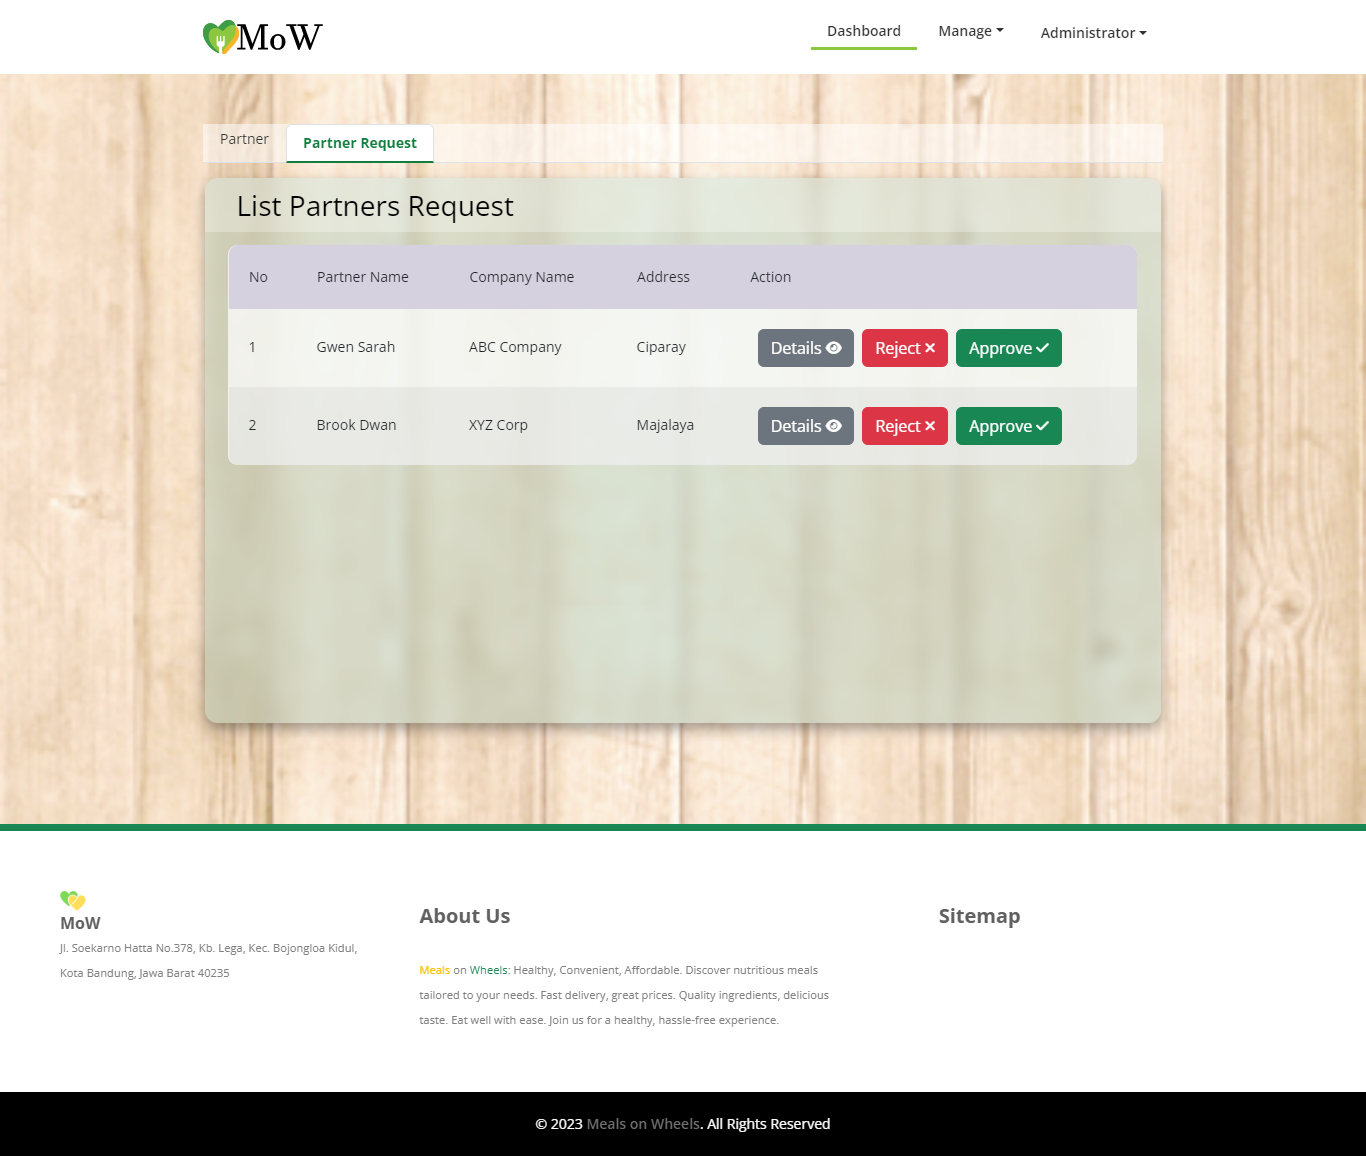 MoW
Dashboard Manage Administrator
Partner Partner Request
List Partners Request
No Partner Name Company Name Address Action
1 Gwen Sarah ABC Company Ciparay Details Reject Approve
2 Brook Dwan XYZ Corp Majalaya Details Reject Approve
MoW
Jl. Soekarno Hatta No.378, Kb. Lega, Kec. Bojongloa Kidul,
Kota Bandung, Jawa Barat 40235
About Us
Meals on Wheels: Healthy, Convenient, Affordable. Discover nutritious meals
tailored to your needs. Fast delivery, great prices. Quality ingredients, delicious
taste. Eat well with ease. Join us for a healthy, hassle-free experience.
Sitemap
© 2023 Meals on Wheels. All Rights Reserved